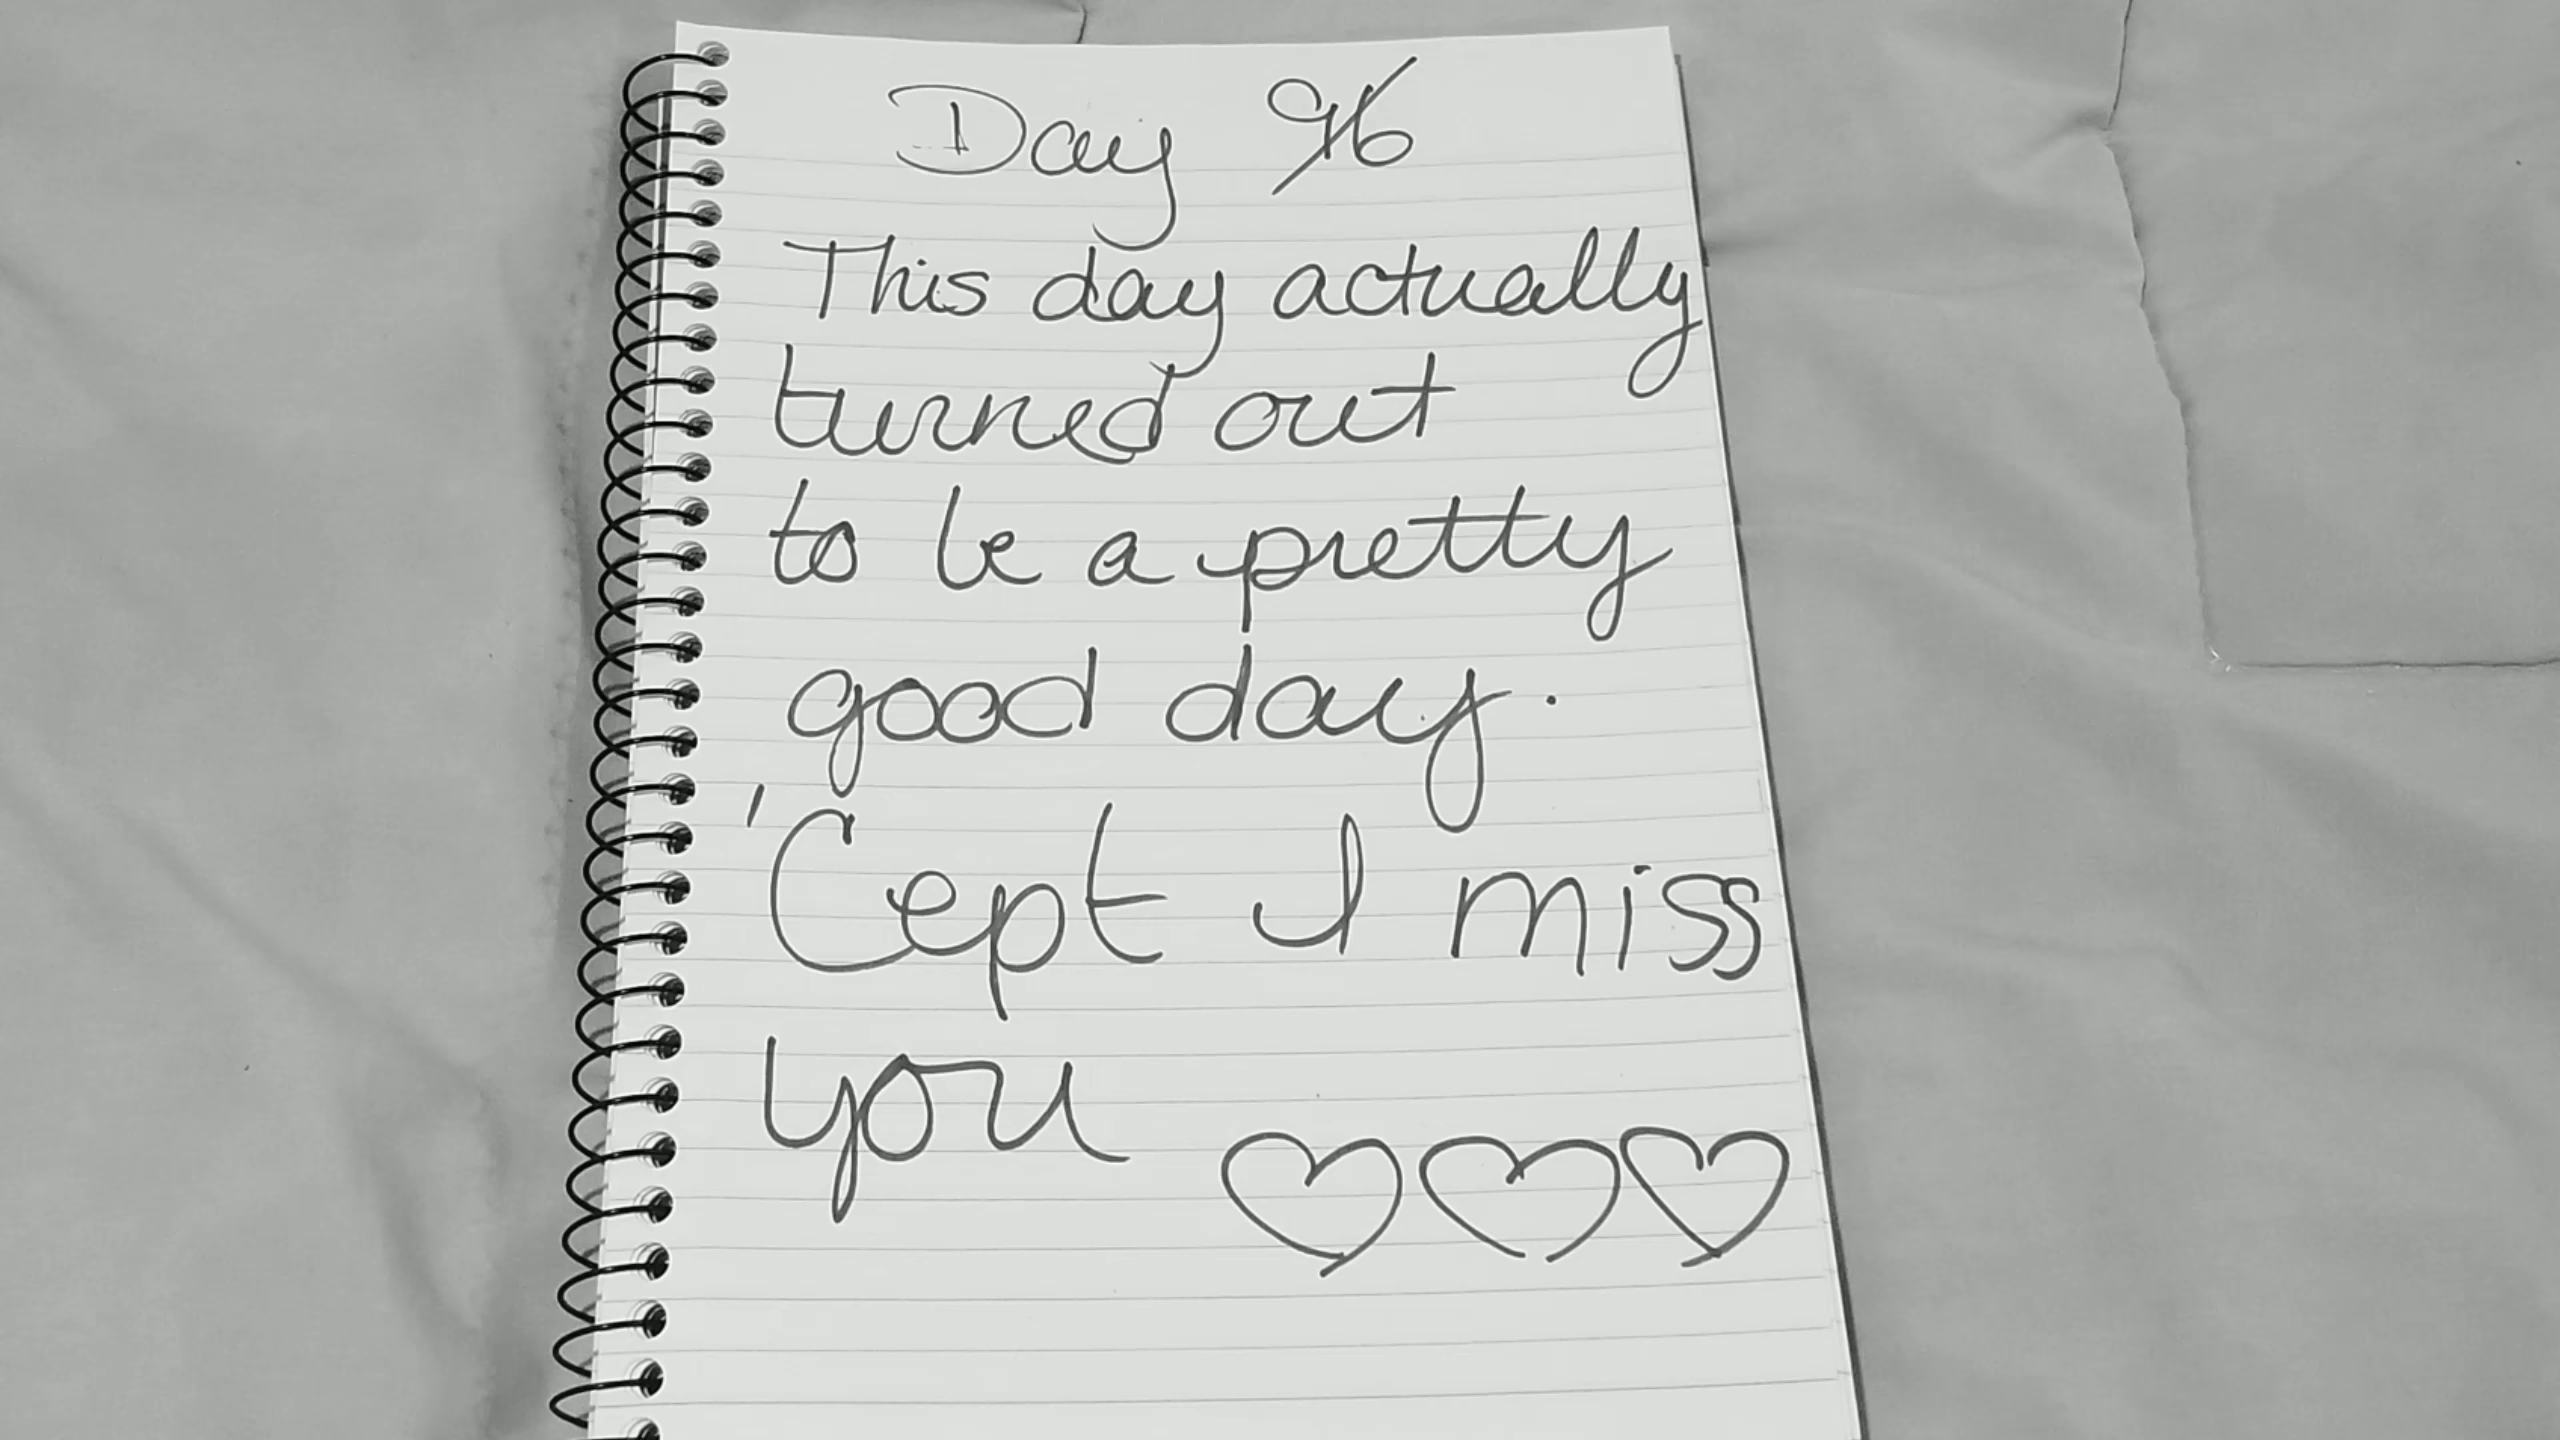 Day 96
This day actually
turned out
to be a pretty
good day.
'Cept I miss
you ♡♡♡